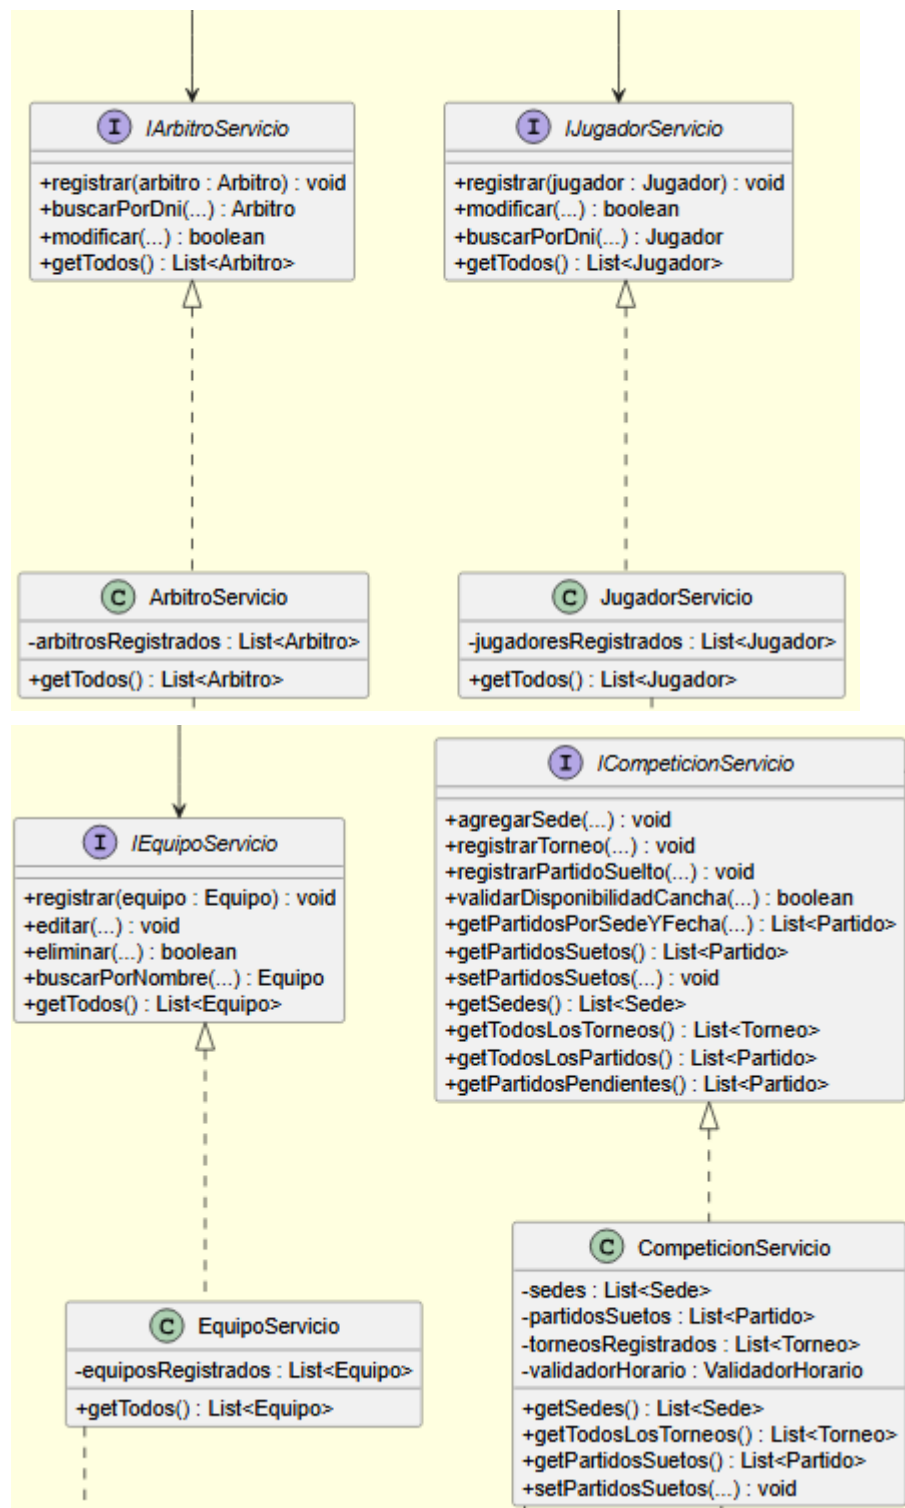 I IArbitroServicio
+registrar(arbitro : Arbitro) : void
+buscarPorDni(...) : Arbitro
+modificar(...) : boolean
+getTodos() : List<Arbitro>
I IJugadorServicio
+registrar(jugador : Jugador) : void
+modificar(...) : boolean
+buscarPorDni(...) : Jugador
+getTodos() : List<Jugador>
C ArbitroServicio
-arbitrosRegistrados : List<Arbitro>
+getTodos() : List<Arbitro>
C JugadorServicio
-jugadoresRegistrados : List<Jugador>
+getTodos() : List<Jugador>
I IEquipoServicio
+registrar(equipo : Equipo) : void
+editar(...) : void
+eliminar(...) : boolean
+buscarPorNombre(...) : Equipo
+getTodos() : List<Equipo>
I ICompeticionServicio
+agregarSede(...) : void
+registrarTorneo(...) : void
+registrarPartidoSuelto(...) : void
+validarDisponibilidadCancha(...) : boolean
+getPartidosPorSedeYFecha(...) : List<Partido>
+getPartidosSuetos() : List<Partido>
+setPartidosSuetos(...) : void
+getSedes() : List<Sede>
+getTodosLosTorneos() : List<Torneo>
+getTodosLosPartidos() : List<Partido>
+getPartidosPendientes() : List<Partido>
C EquipoServicio
-equiposRegistrados : List<Equipo>
+getTodos() : List<Equipo>
C CompeticionServicio
-sedes : List<Sede>
-partidosSuetos : List<Partido>
-torneosRegistrados : List<Torneo>
-validadorHorario : ValidadorHorario
+getSedes() : List<Sede>
+getTodosLosTorneos() : List<Torneo>
+getPartidosSuetos() : List<Partido>
+setPartidosSuetos(...) : void